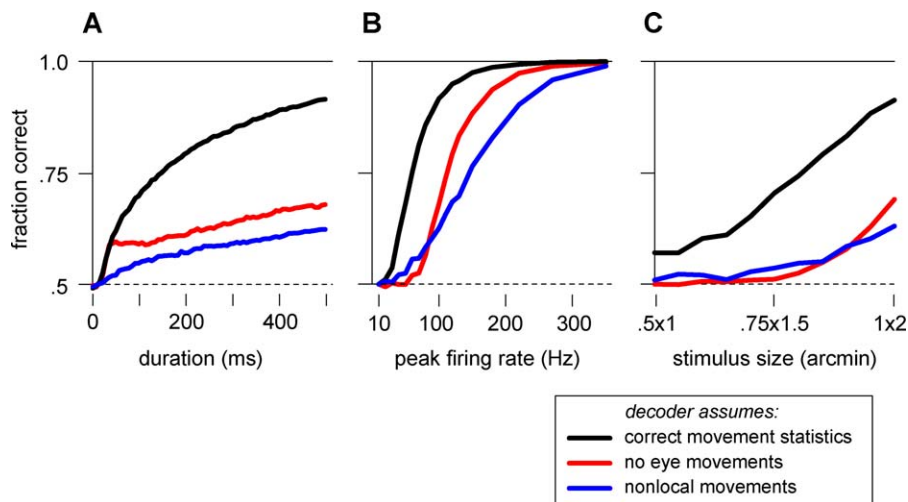 A B C
1.0
.75
.5
fraction correct
0 200 400
duration (ms)
10 100 200 300
peak firing rate (Hz)
.5x1 .75x1.5 1x2
stimulus size (arcmin)
decoder assumes:
correct movement statistics
no eye movements
nonlocal movements